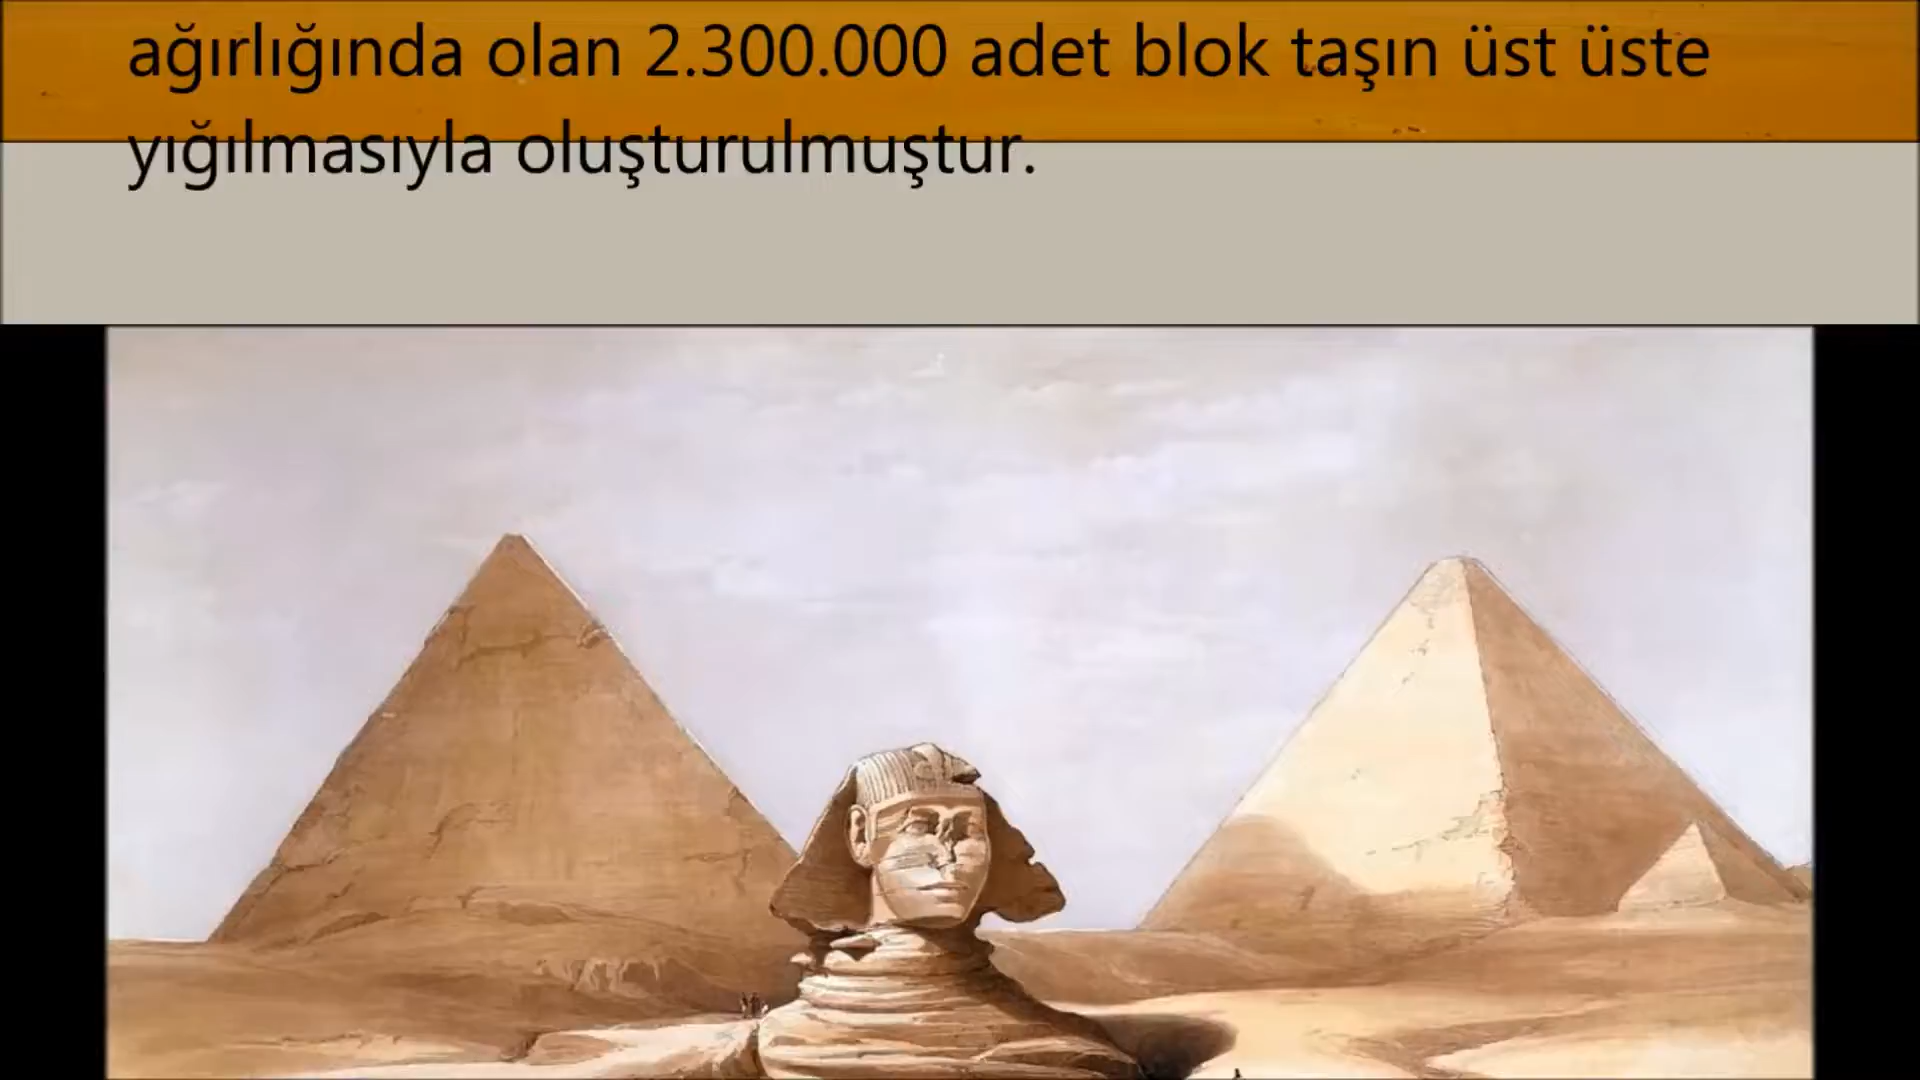 ağırlığında olan 2.300.000 adet blok taşın üst üste
yığılmasıyla oluşturulmuştur.